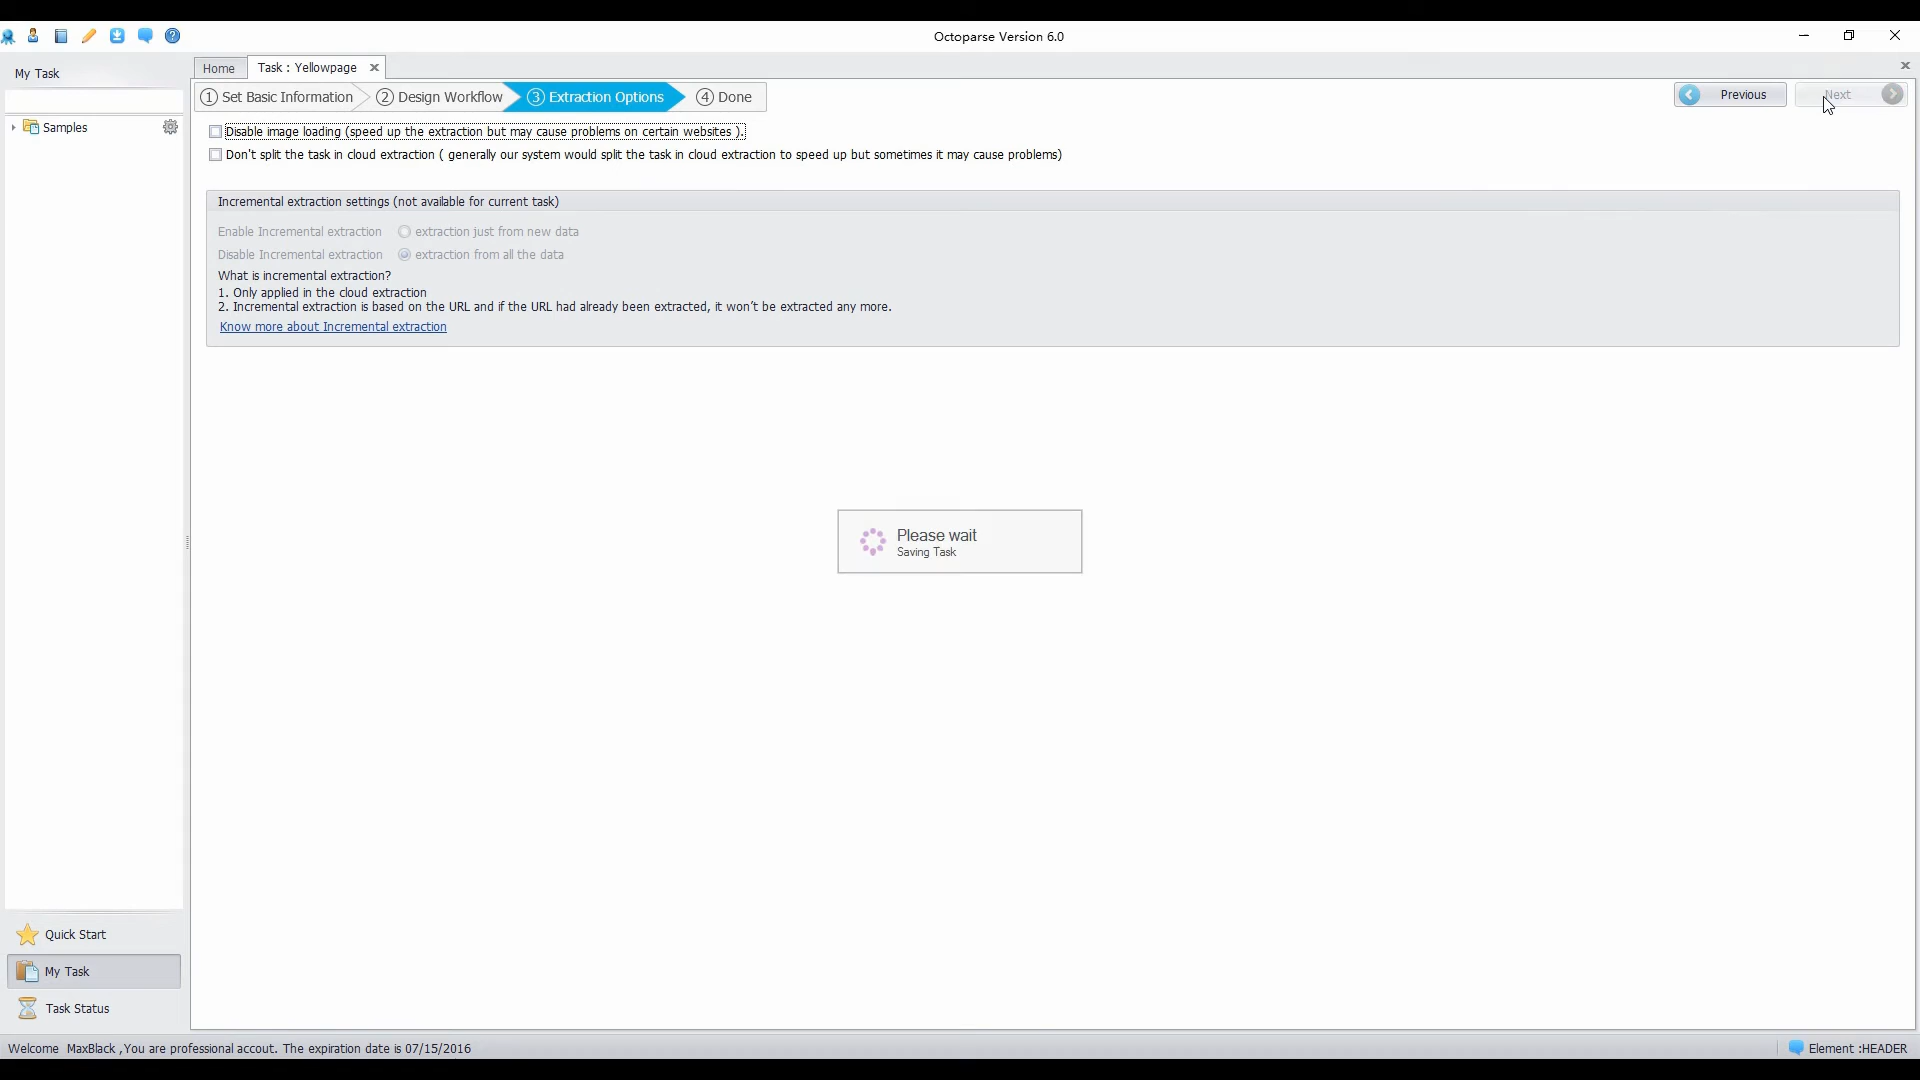 Octoparse Version 6.0
My Task
Home
Task : Yellowpage
1 Set Basic Information
2 Design Workflow
3 Extraction Options
4 Done
Previous
Next
Samples
Disable image loading (speed up the extraction but may cause problems on certain websites ).
Don't split the task in cloud extraction ( generally our system would split the task in cloud extraction to speed up but sometimes it may cause problems)
Incremental extraction settings (not available for current task)
Enable Incremental extraction
extraction just from new data
Disable Incremental extraction
extraction from all the data
What is incremental extraction?
1. Only applied in the cloud extraction
2. Incremental extraction is based on the URL and if the URL had already been extracted, it won't be extracted any more.
Know more about Incremental extraction
Please wait
Saving Task
Quick Start
My Task
Task Status
Welcome MaxBlack ,You are professional accout. The expiration date is 07/15/2016
Element :HEADER